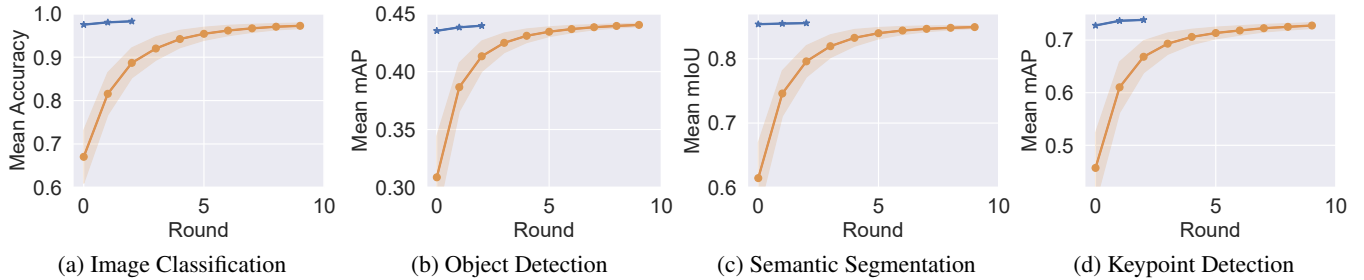 Mean Accuracy
1.0
0.9
0.8
0.7
0.6
0
5
10
Round
(a) Image Classification
Mean mAP
0.45
0.40
0.35
0.30
0
5
10
Round
(b) Object Detection
Mean mIoU
0.8
0.7
0.6
0
5
10
Round
(c) Semantic Segmentation
Mean mAP
0.7
0.6
0.5
0
5
10
Round
(d) Keypoint Detection